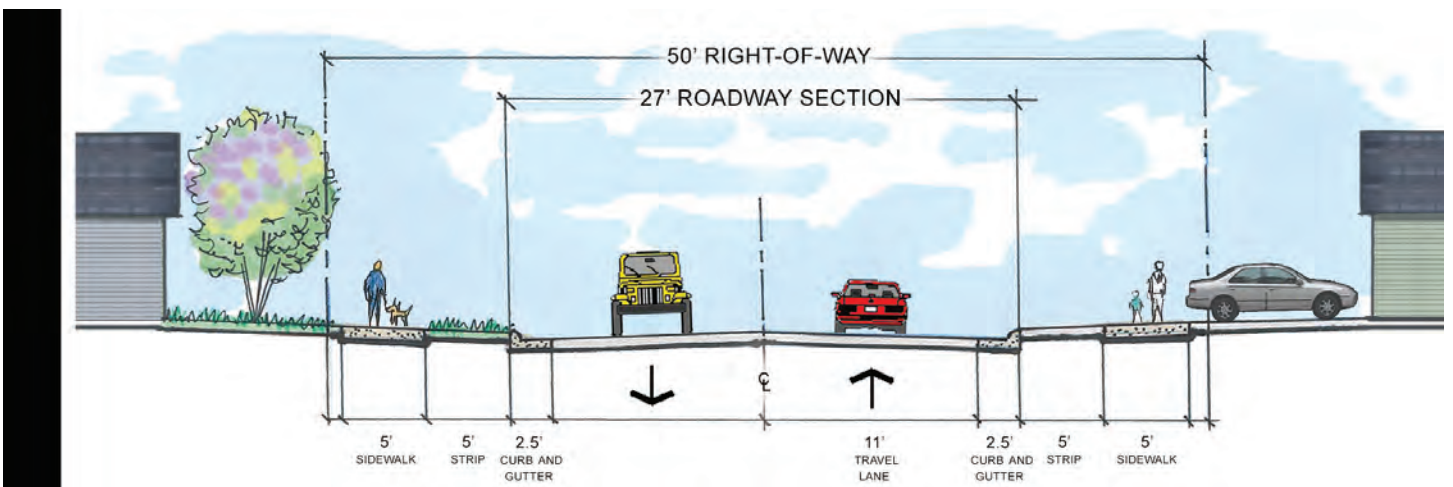 50' RIGHT-OF-WAY
27' ROADWAY SECTION
℄
5'
SIDEWALK
5'
STRIP
2.5'
CURB AND
GUTTER
11'
TRAVEL
LANE
2.5'
CURB AND
GUTTER
5'
STRIP
5'
SIDEWALK